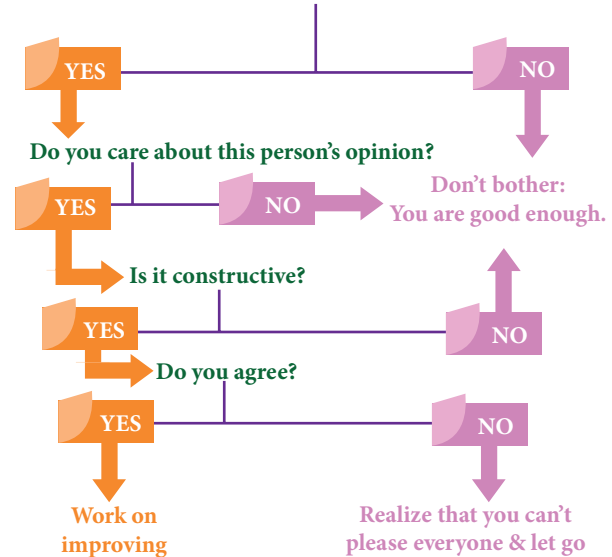 YES
NO
Do you care about this person's opinion?
YES
NO
Don't bother:
You are good enough.
Is it constructive?
YES
NO
Do you agree?
YES
NO
Work on
improving
Realize that you can't
please everyone & let go